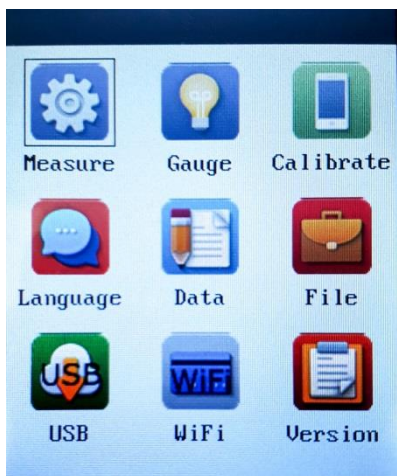 Measure Gauge Calibrate
Language Data File
USB WiFi
USB WiFi Version